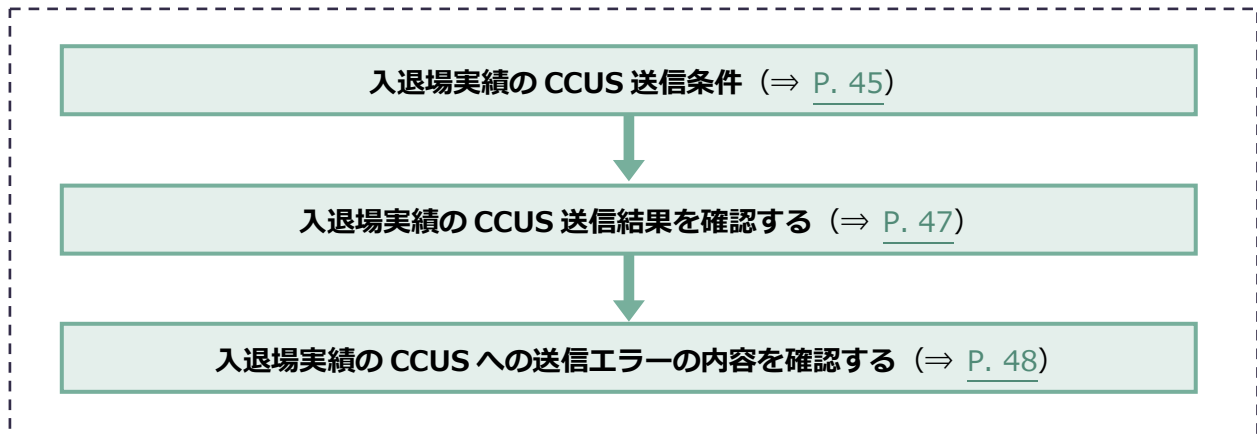 入退場実績の CCUS 送信条件（⇒ P. 45）
入退場実績の CCUS 送信結果を確認する（⇒ P. 47）
入退場実績の CCUS への送信エラーの内容を確認する（⇒ P. 48）